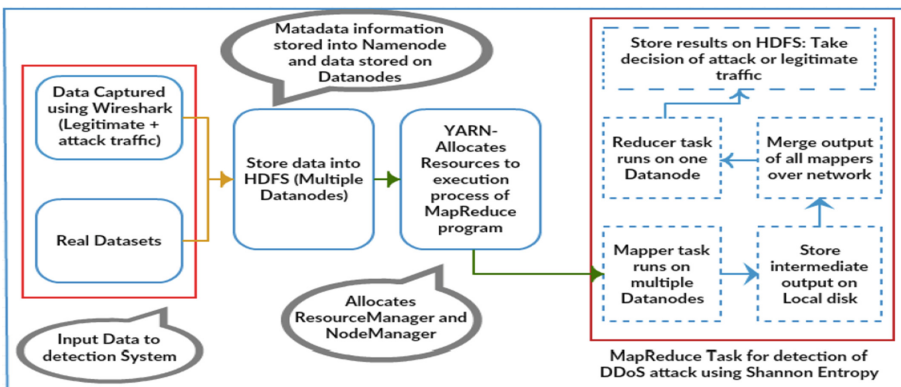 Matadata information
stored into Namenode
and data stored on
Datanodes
Data Captured
using Wireshark
(Legitimate +
attack traffic)
Real Datasets
Input Data to
detection System
Store data into
HDFS (Multiple
Datanodes)
YARN-
Allocates
Resources to
execution
process of
MapReduce
program
Allocates
ResourceManager and
NodeManager
Store results on HDFS: Take
decision of attack or legitimate
traffic
Reducer task
runs on one
Datanode
Merge output
of all mappers
over network
Mapper task
runs on
multiple
Datanodes
Store
intermediate
output on
Local disk
MapReduce Task for detection of
DDoS attack using Shannon Entropy